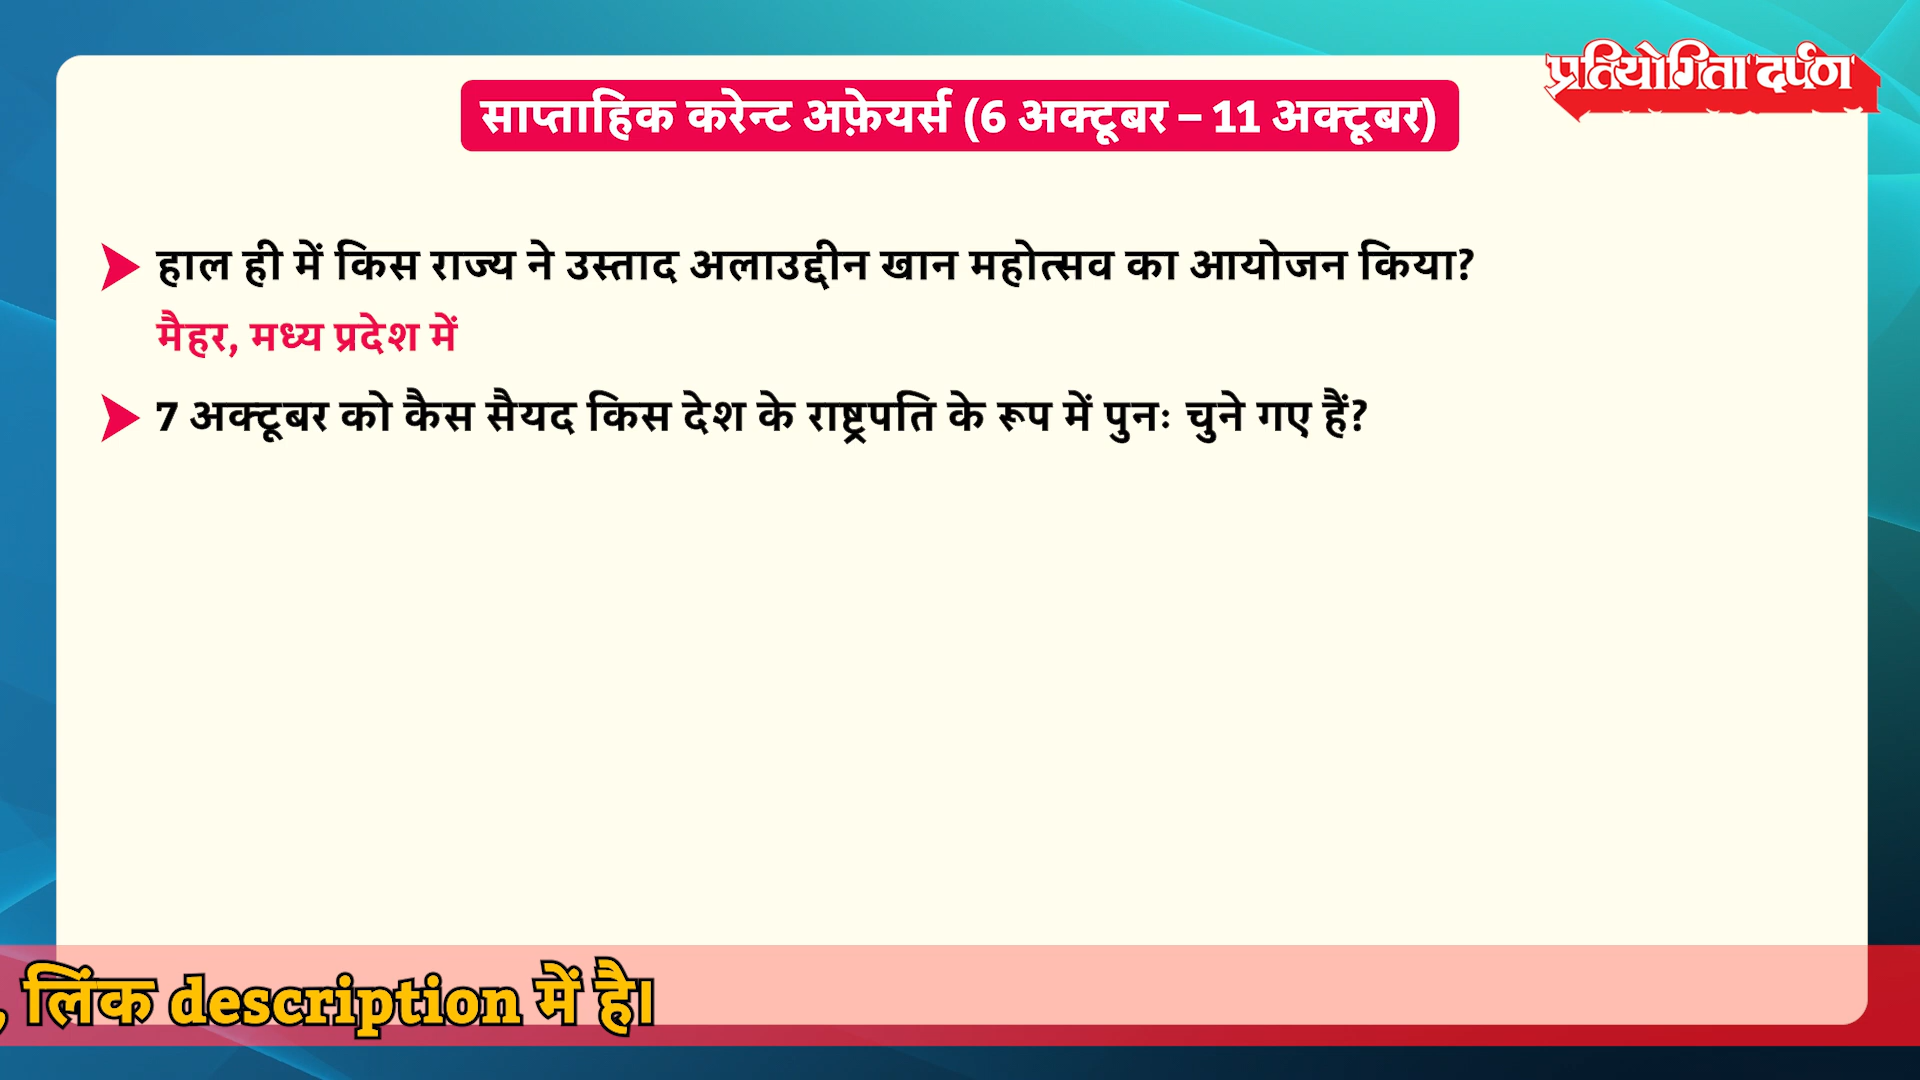 प्रतियोगिता दर्पण
साप्ताहिक करेन्ट अफ़ेयर्स (6 अक्टूबर – 11 अक्टूबर)
हाल ही में किस राज्य ने उस्ताद अलाउद्दीन खान महोत्सव का आयोजन किया?
मैहर, मध्य प्रदेश में
7 अक्टूबर को कैस सैयद किस देश के राष्ट्रपति के रूप में पुनः चुने गए हैं?
, लिंक description में है।